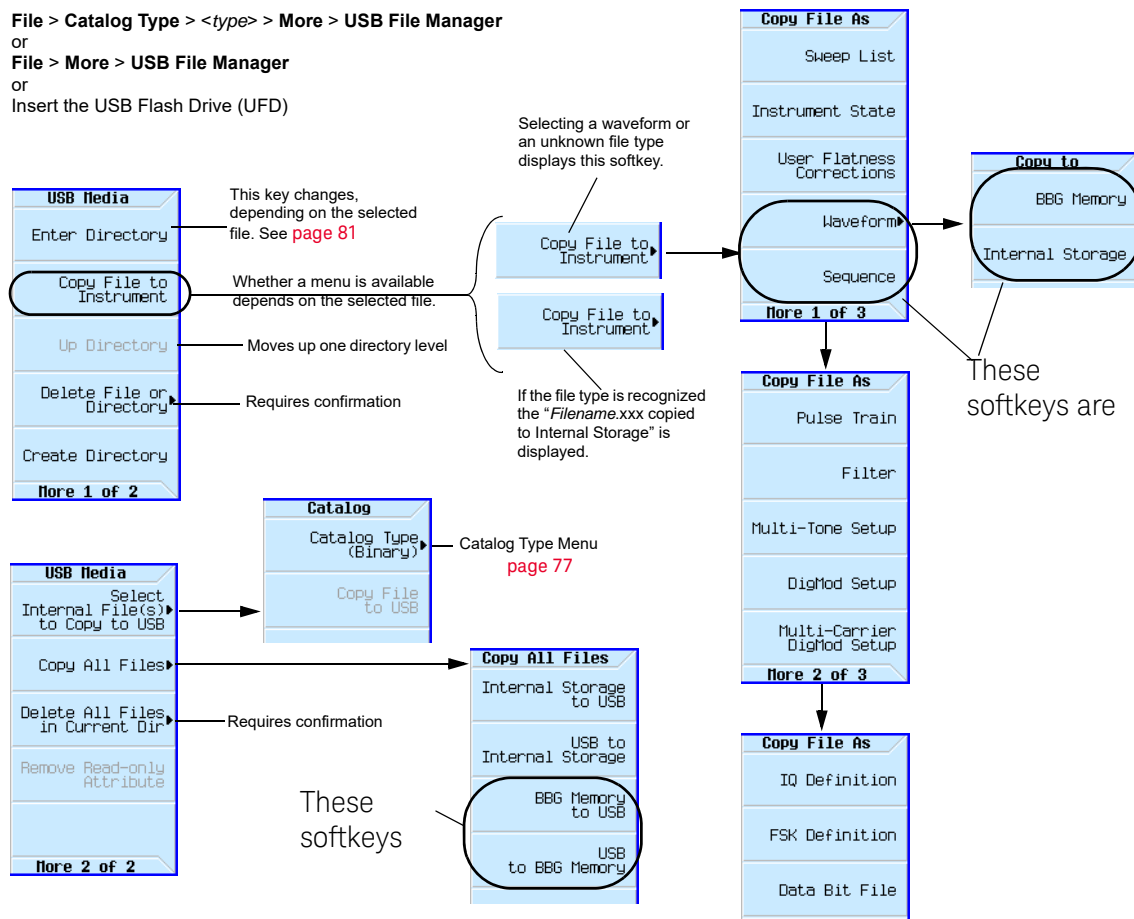 File > Catalog Type > <type> > More > USB File Manager
or
File > More > USB File Manager
or
Insert the USB Flash Drive (UFD)
USB Media
Enter Directory
Copy File to
Instrument
Up Directory
Delete File or
Directory
Create Directory
More 1 of 2
This key changes,
depending on the selected
file. See page 81
Whether a menu is available
depends on the selected file.
Moves up one directory level
Requires confirmation
Selecting a waveform or
an unknown file type
displays this softkey.
Copy File to
Instrument
Copy File to
Instrument
If the file type is recognized
the “Filename.xxx copied
to Internal Storage” is
displayed.
Copy File As
Sweep List
Instrument State
User Flatness
Corrections
Waveform
Sequence
More 1 of 3
Copy to
BBG Memory
Internal Storage
These
softkeys are
Copy File As
Pulse Train
Filter
Multi-Tone Setup
DigMod Setup
Multi-Carrier
DigMod Setup
More 2 of 3
Copy File As
IQ Definition
FSK Definition
Data Bit File
USB Media
Select
Internal File(s)
to Copy to USB
Copy All Files
Delete All Files
in Current Dir
Remove Read-only
Attribute
More 2 of 2
Catalog
Catalog Type
(Binary)
Copy File
to USB
Catalog Type Menu
page 77
Requires confirmation
Copy All Files
Internal Storage
to USB
USB to
Internal Storage
BBG Memory
to USB
USB
to BBG Memory
These
softkeys